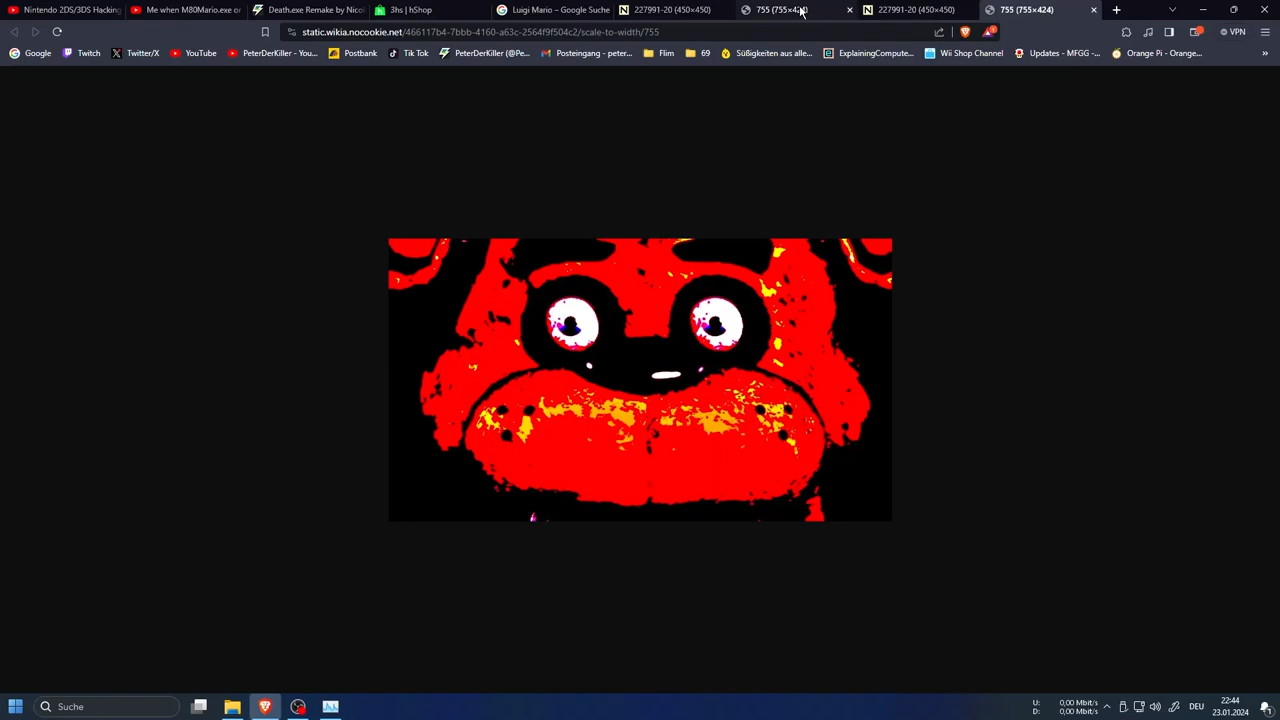 Nintendo 2DS/3DS Hacking
Me when M80Mario.exe or
Death.exe Remake by Nicol
3hs | hShop
Luigi Mario – Google Suche
227991-20 (450×450)
755 (755×424)
227991-20 (450×450)
755 (755×424)
static.wikia.nocookie.net/466117b4-7bbb-4160-a63c-2564f9f504c2/scale-to-width/755
VPN
Google
Twitch
Twitter/X
YouTube
PeterDerKiller - You...
Postbank
Tik Tok
PeterDerKiller (@Pe...
Posteingang - peter...
Flim
69
Süßigkeiten aus alle...
ExplainingCompute...
Wii Shop Channel
Updates - MFGG - ...
Orange Pi - Orange...
Suche
U: 0,00 Mbit/s
D: 0,00 Mbit/s
DEU
22:44
23.01.2024